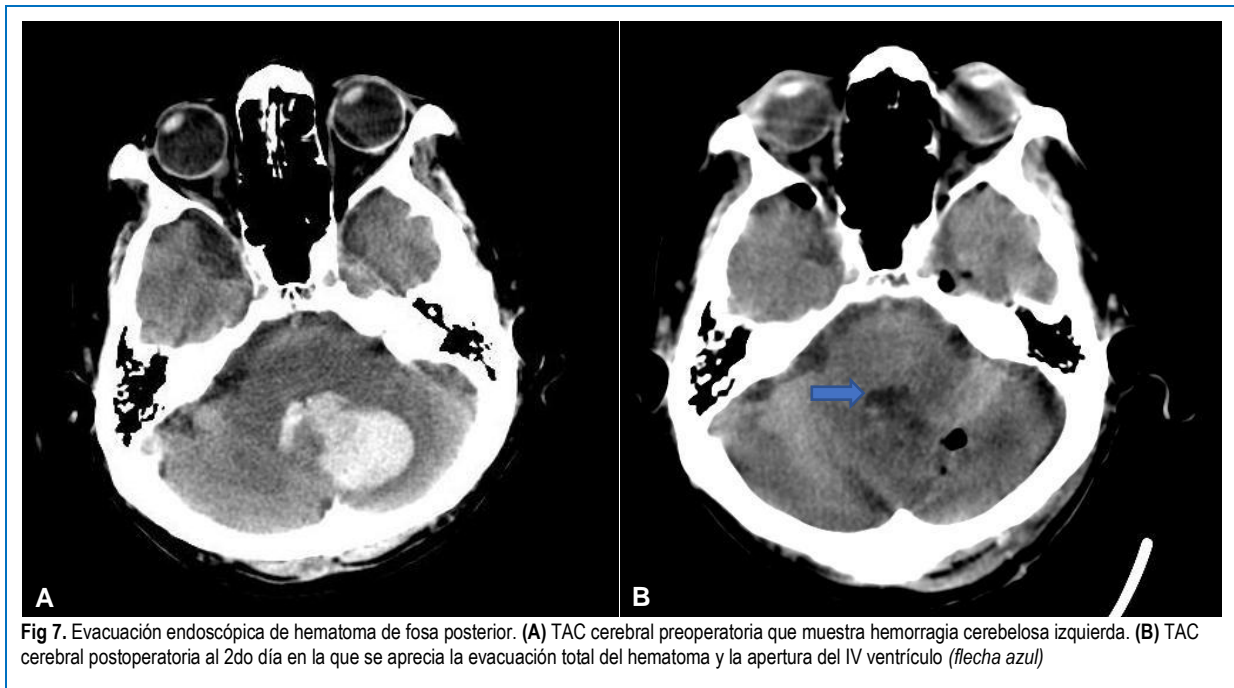 A
B
Fig 7. Evacuación endoscópica de hematoma de fosa posterior. (A) TAC cerebral preoperatoria que muestra hemorragia cerebelosa izquierda. (B) TAC
cerebral postoperatoria al 2do día en la que se aprecia la evacuación total del hematoma y la apertura del IV ventrículo (flecha azul)